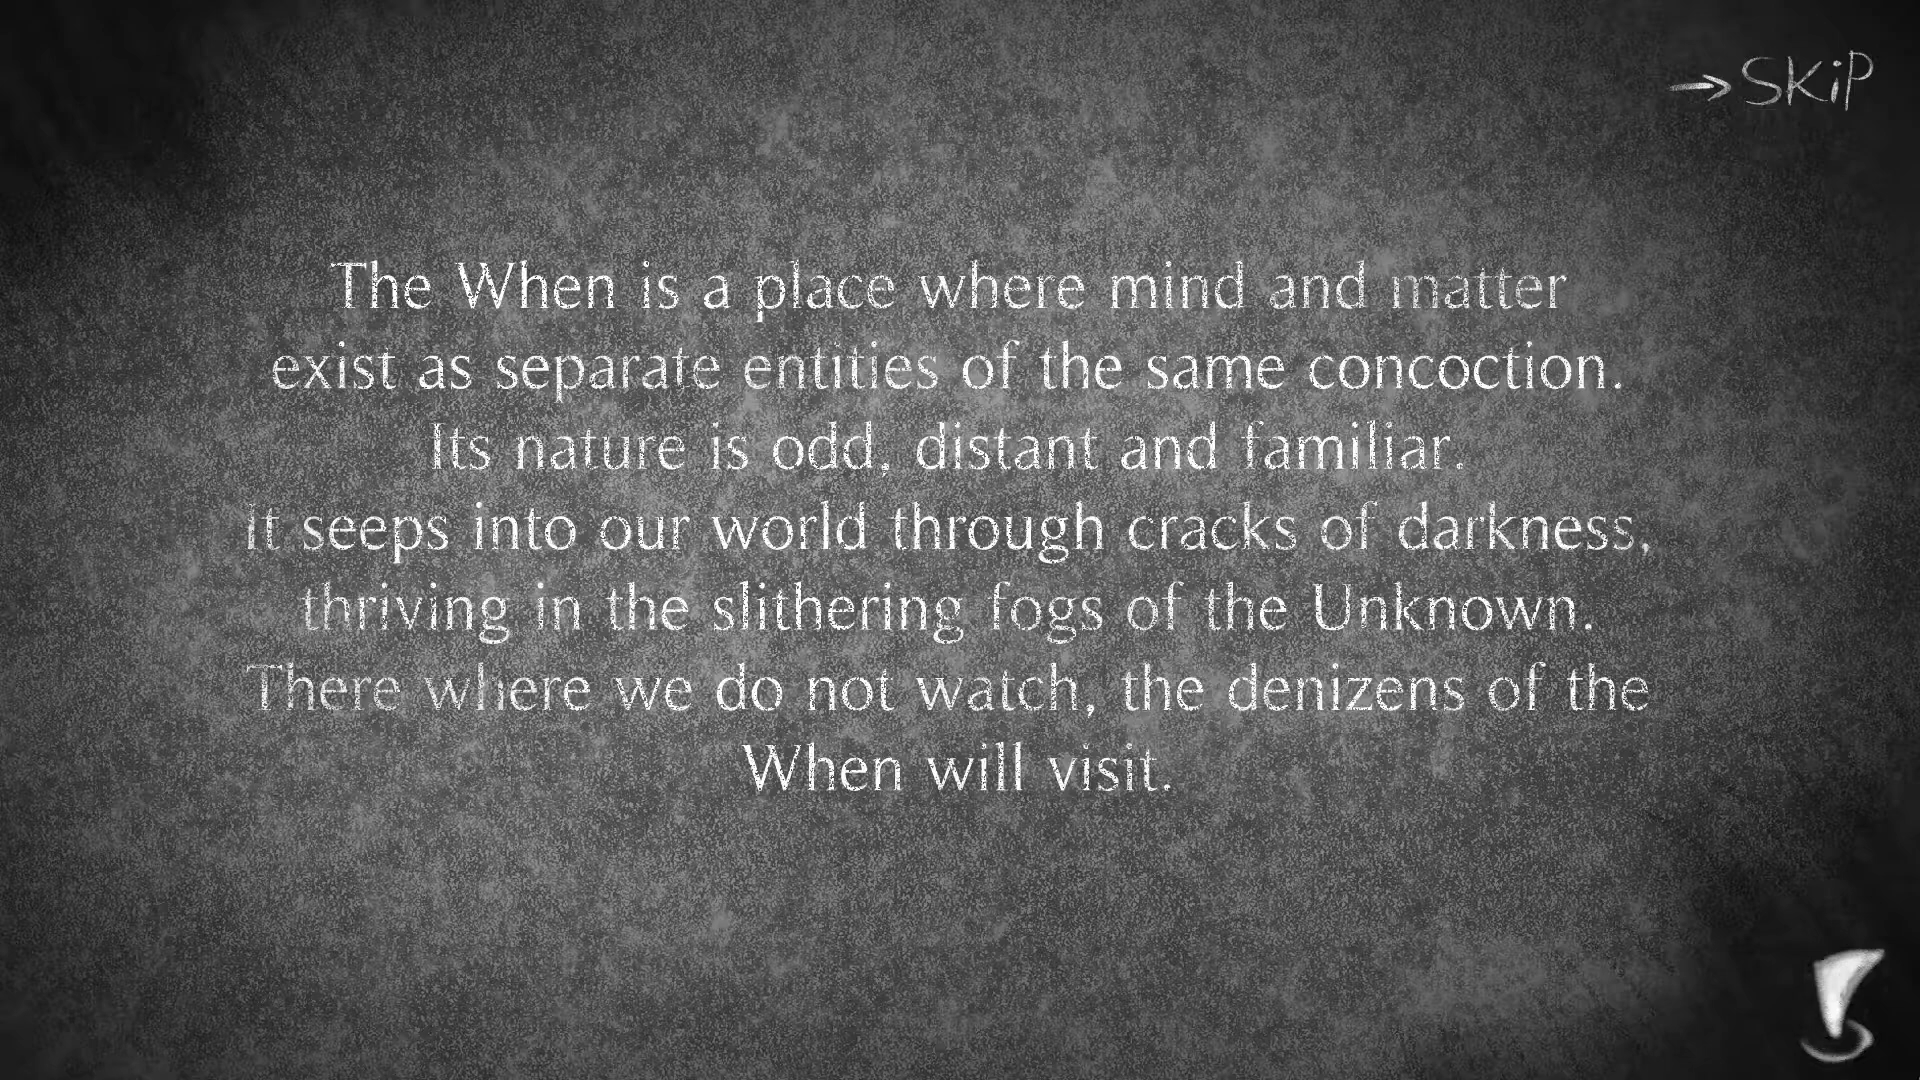 →SKiP
The When is a place where mind and matter
exist as separate entities of the same concoction.
Its nature is odd, distant and familiar.
It seeps into our world through cracks of darkness,
thriving in the slithering fogs of the Unknown.
There where we do not watch, the denizens of the
When will visit.